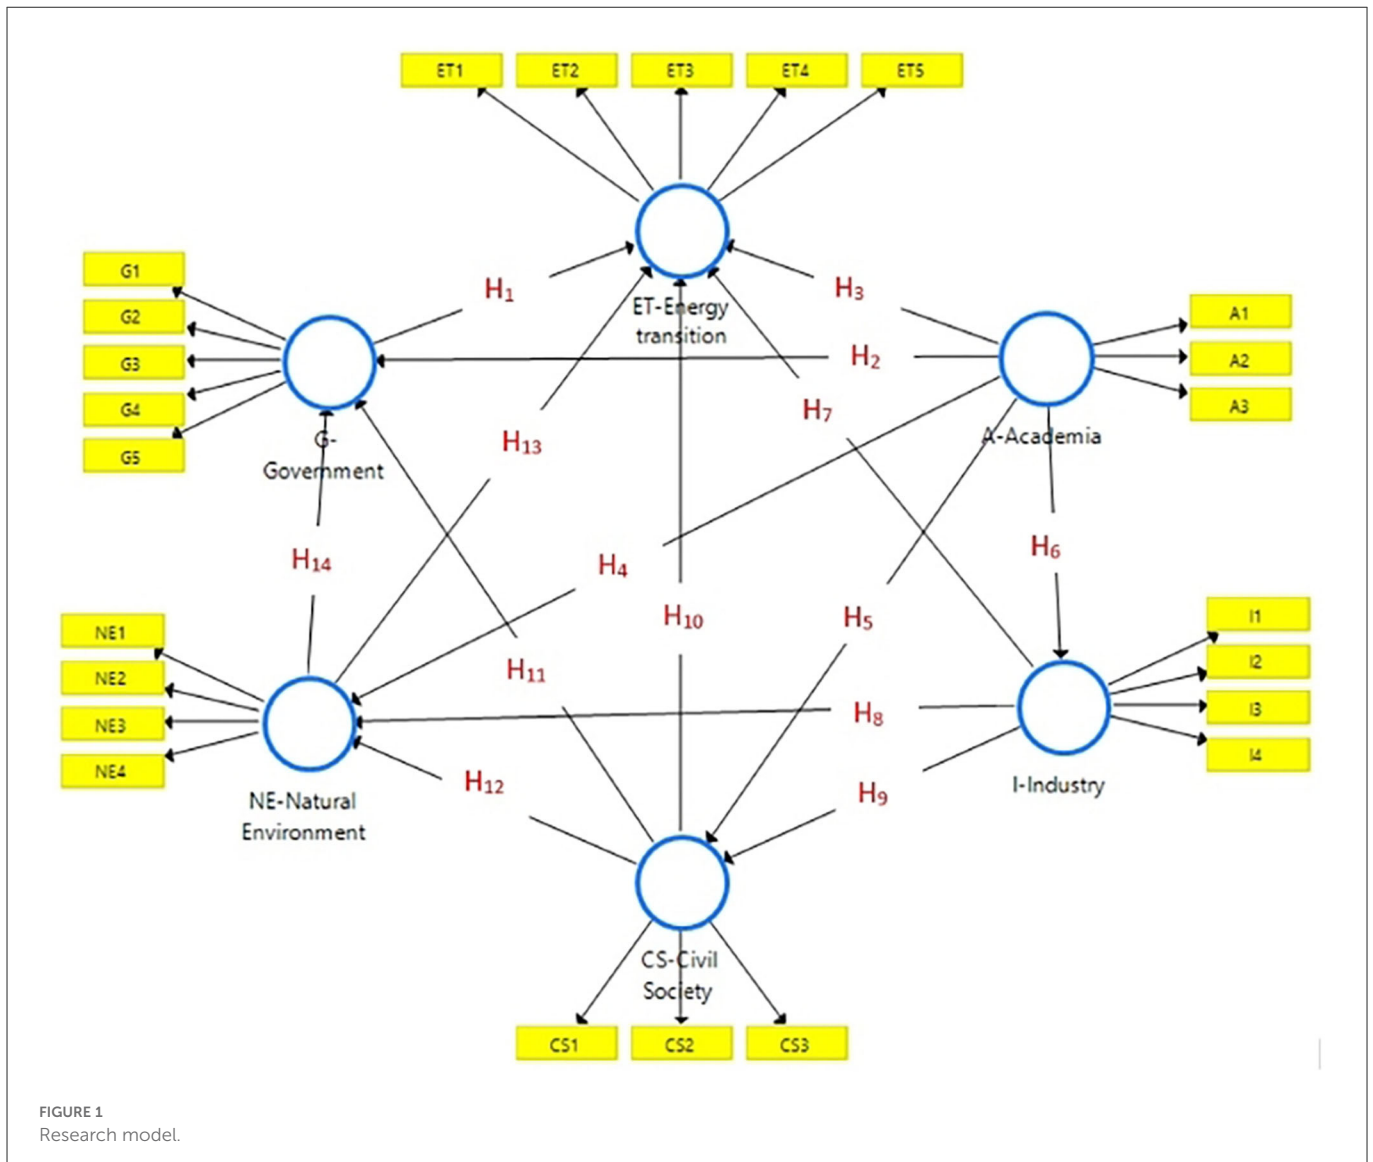 ET1 ET2 ET3 ET4 ET5
G1
G2
G3
G4
G5
H1
H3
ET-Energy
transition
A1
A2
A3
H2
H7
G-
Government
H13
A-Academia
H14
H4
H6
H10
H5
NE1
NE2
NE3
NE4
I1
I2
I3
I4
H11
H8
H12
H9
NE-Natural
Environment
I-Industry
CS-Civil
Society
CS1 CS2 CS3
FIGURE 1
Research model.